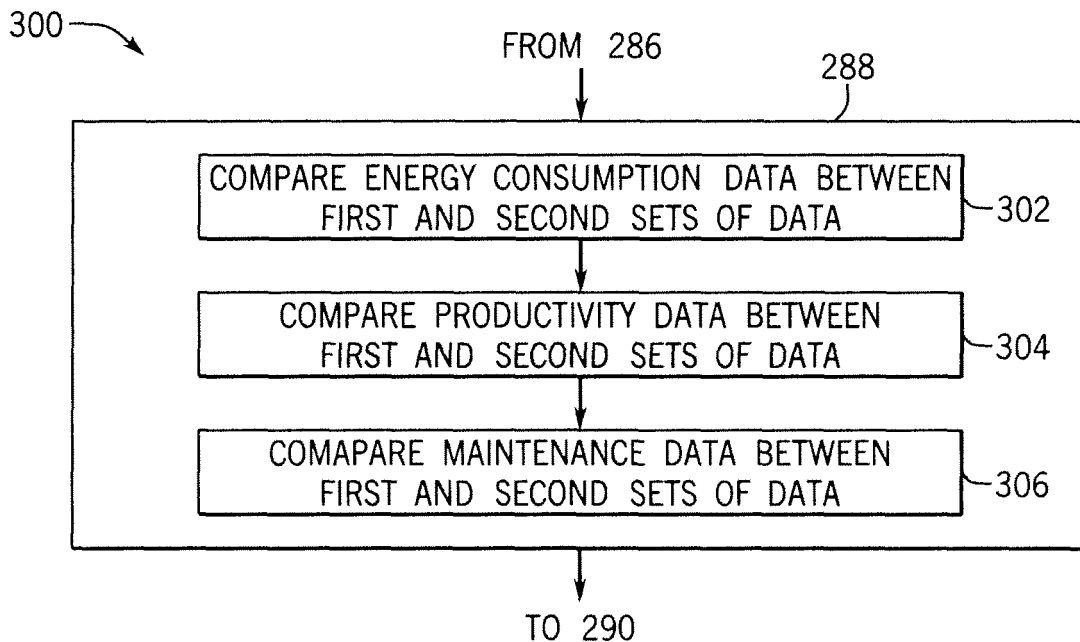 300
FROM 286
288
COMPARE ENERGY CONSUMPTION DATA BETWEEN
FIRST AND SECOND SETS OF DATA
302
COMPARE PRODUCTIVITY DATA BETWEEN
FIRST AND SECOND SETS OF DATA
304
COMAPARE MAINTENANCE DATA BETWEEN
FIRST AND SECOND SETS OF DATA
306
TO 290